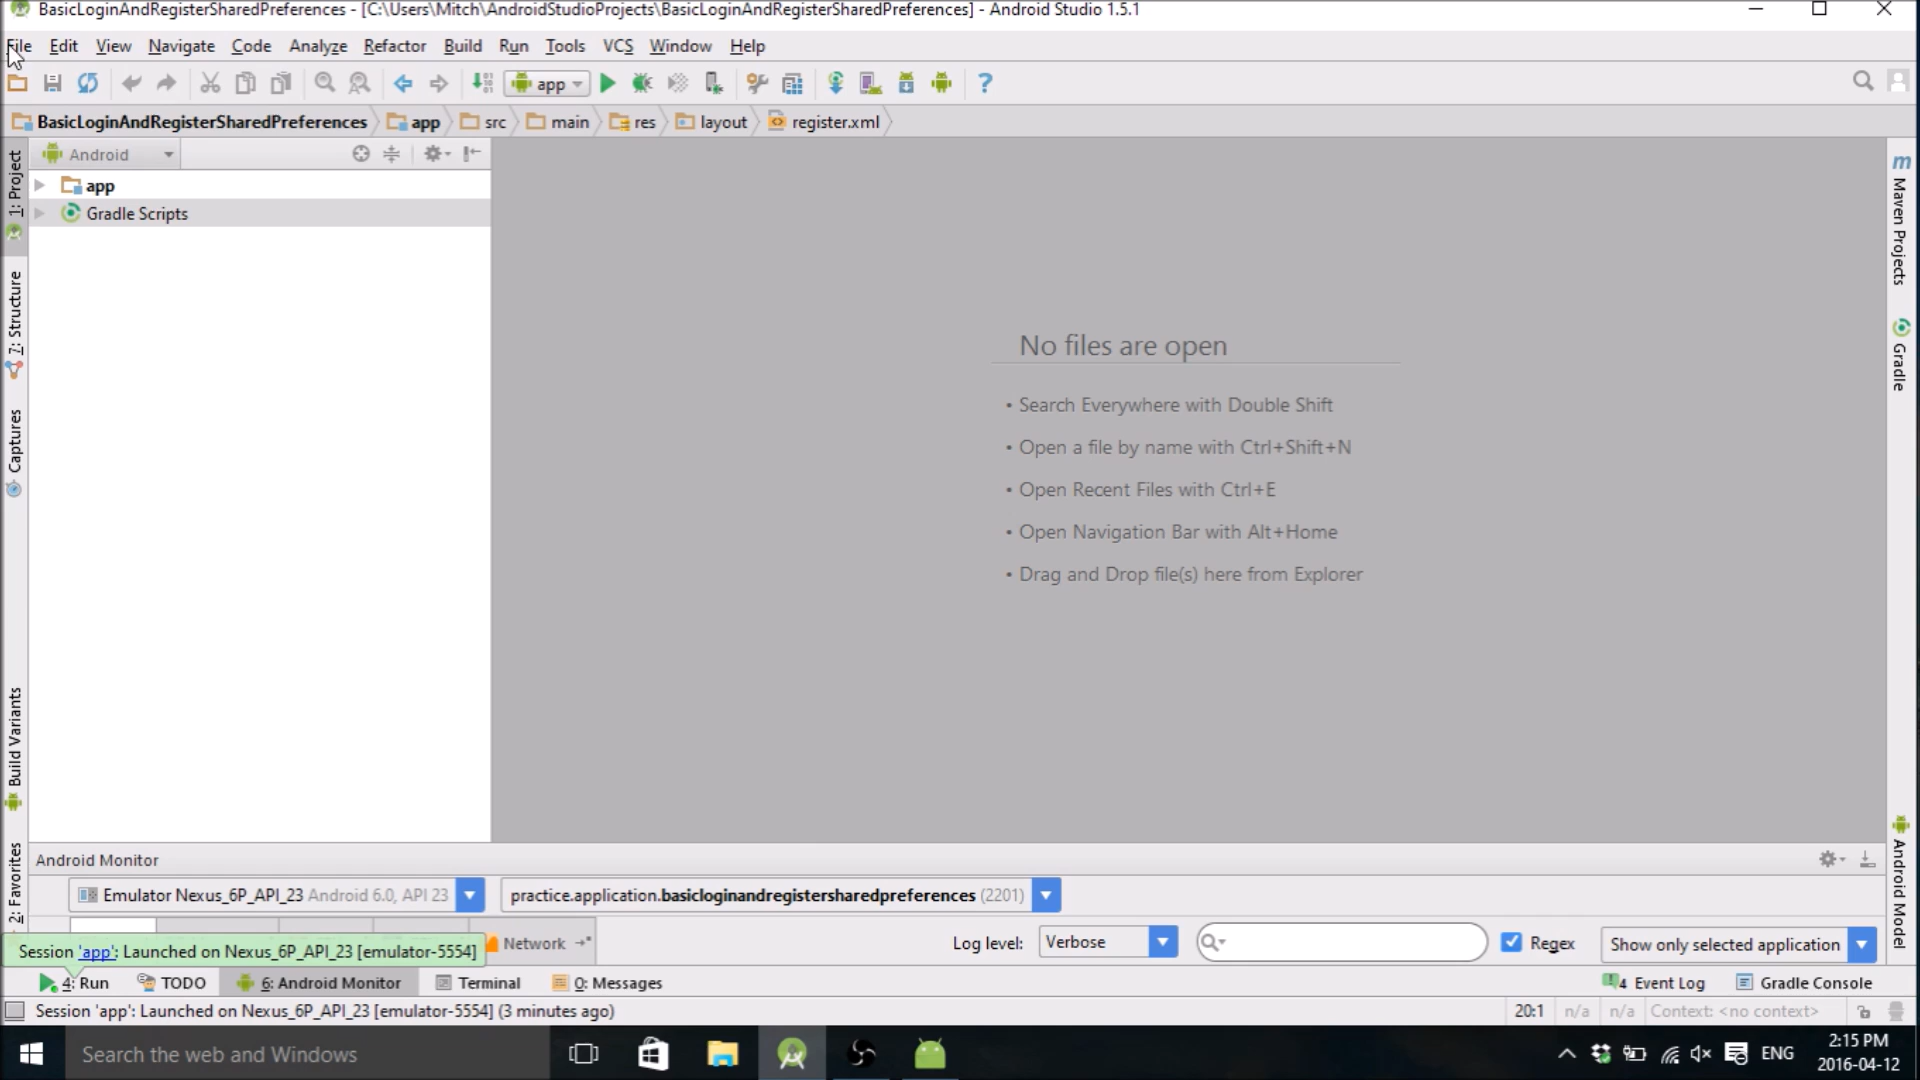 BasicLoginAndRegisterSharedPreferences - [C:\Users\Mitch\AndroidStudioProjects\BasicLoginAndRegisterSharedPreferences] - Android Studio 1.5.1
File Edit View Navigate Code Analyze Refactor Build Run Tools VCS Window Help
app
BasicLoginAndRegisterSharedPreferences app src main res layout register.xml
Android
app
Gradle Scripts
1: Project
7: Structure
Captures
Build Variants
2: Favorites
No files are open
• Search Everywhere with Double Shift
• Open a file by name with Ctrl+Shift+N
• Open Recent Files with Ctrl+E
• Open Navigation Bar with Alt+Home
• Drag and Drop file(s) here from Explorer
m Maven Projects
Gradle
Android Model
Android Monitor
Emulator Nexus_6P_API_23 Android 6.0, API 23 practice.application.basicloginandregistersharedpreferences (2201)
Network Log level: Verbose Regex Show only selected application
Session 'app': Launched on Nexus_6P_API_23 [emulator-5554]
4: Run TODO 6: Android Monitor Terminal 0: Messages 4 Event Log Gradle Console
Session 'app': Launched on Nexus_6P_API_23 [emulator-5554] (3 minutes ago) 20:1 n/a n/a Context: <no context>
Search the web and Windows ENG 2:15 PM
2016-04-12